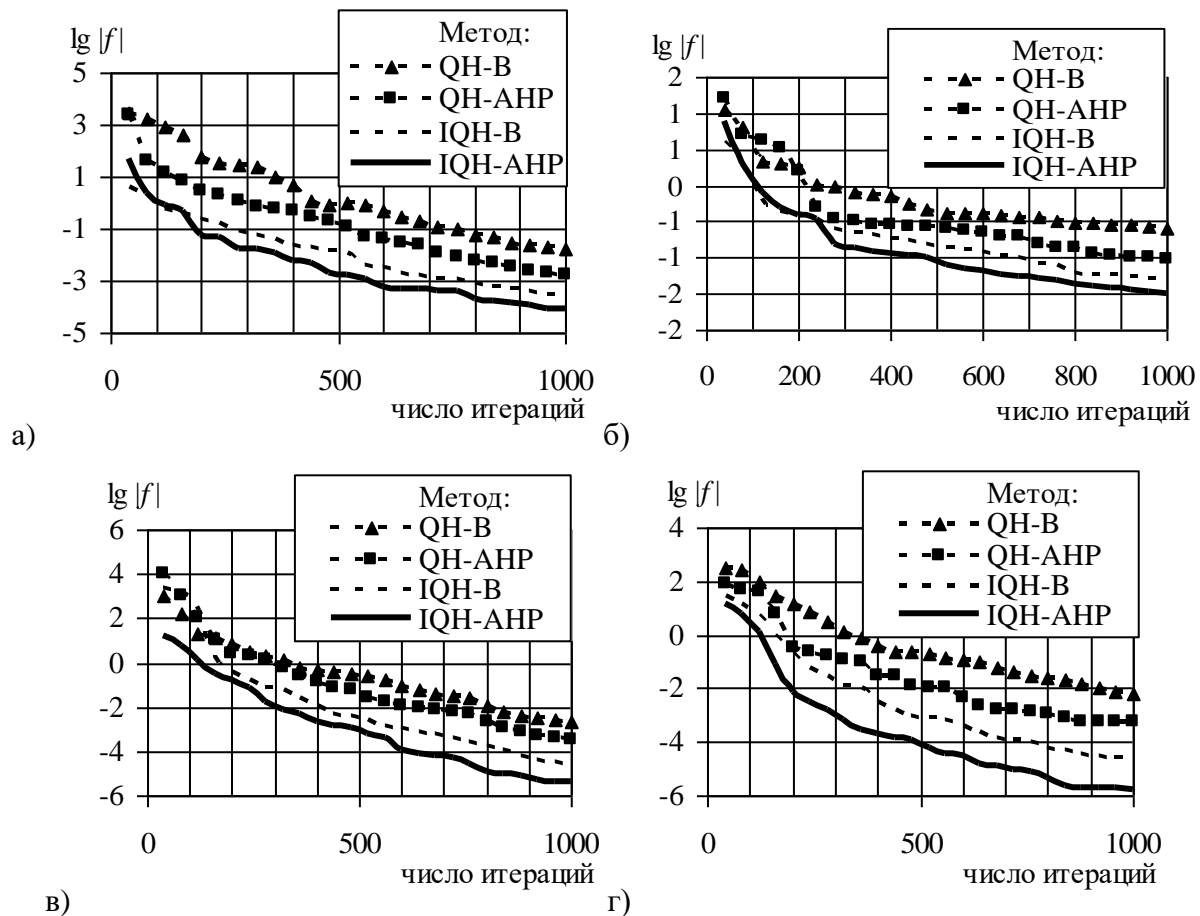 lg |f|
Метод:
QH-B
QH-AHP
IQH-B
IQH-AHP
5
3
1
-1
-3
-5
0 500 1000
число итераций
а)
lg |f|
Метод:
QH-B
QH-AHP
IQH-B
IQH-AHP
2
1
1
0
-1
-1
-2
-2
0 200 400 600 800 1000
число итераций
б)
lg |f|
Метод:
QH-B
QH-AHP
IQH-B
IQH-AHP
6
4
2
0
-2
-4
-6
0 500 1000
число итераций
в)
lg |f|
Метод:
QH-B
QH-AHP
IQH-B
IQH-AHP
4
2
0
-2
-4
-6
0 500 1000
число итераций
г)